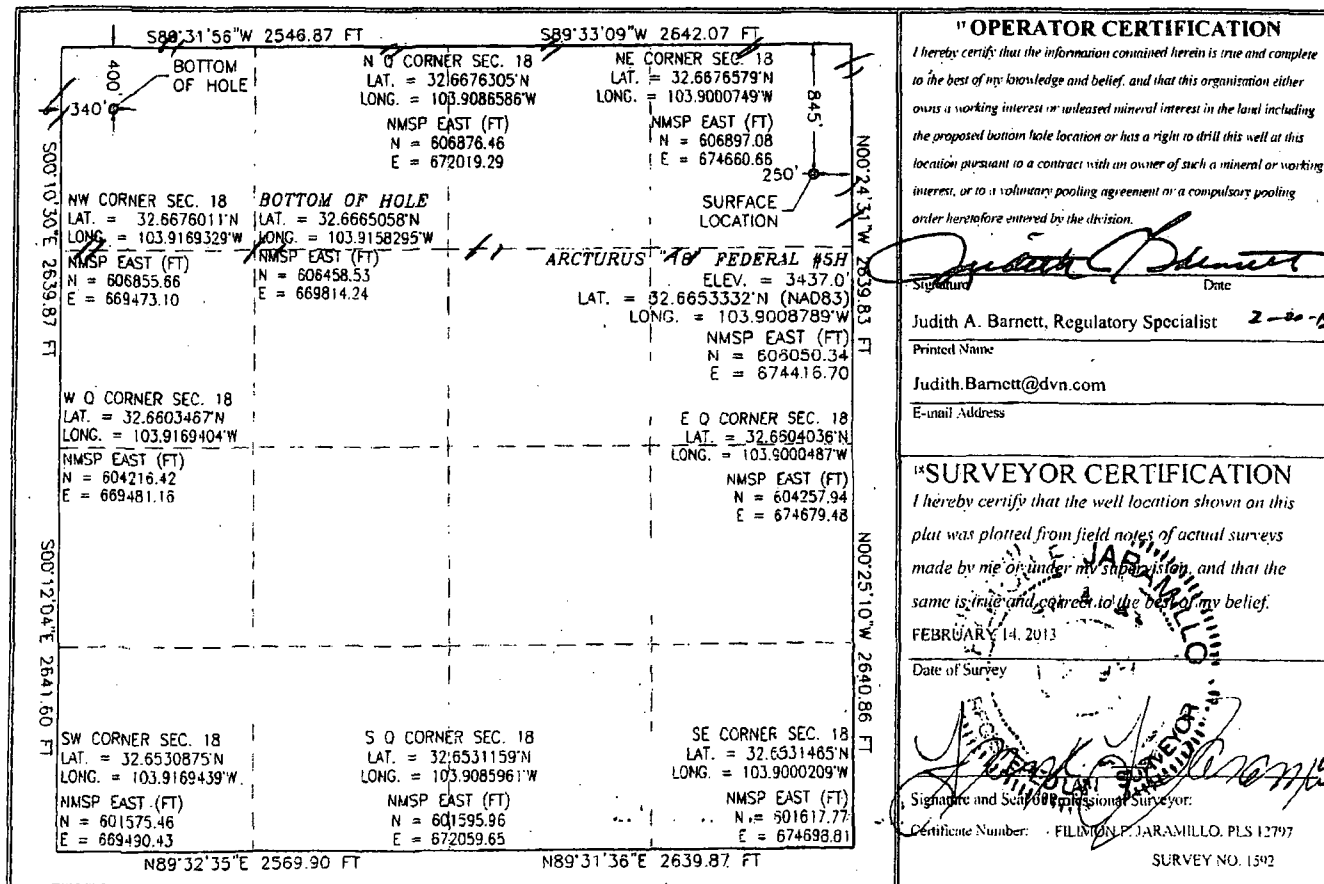 S89°31'56"W 2546.87 FT
S89°33'09"W 2642.07 FT
400'
BOTTOM
OF HOLE
340'
N Q CORNER SEC. 18
LAT. = 32.6676305'N
LONG. = 103.9086586'W
NMSP EAST (FT)
N = 606876.46
E = 672019.29
NE CORNER SEC. 18
LAT. = 32.6676579'N
LONG. = 103.9000749'W
NMSP EAST (FT)
N = 606897.08
E = 674660.66
845'
250'
SURFACE
LOCATION
S00°10'30"E 2639.87 FT
N00°24'31"W 2639.83 FT
NW CORNER SEC. 18
LAT. = 32.6676011'N
LONG. = 103.9169329'W
NMSP EAST (FT)
N = 606855.66
E = 669473.10
BOTTOM OF HOLE
LAT. = 32.6665058'N
LONG. = 103.9158295'W
NMSP EAST (FT)
N = 606458.53
E = 669814.24
ARCTURUS 18 FEDERAL #5H
ELEV. = 3437.0'
LAT. = 32.6653332'N (NAD83)
LONG. = 103.9008789'W
NMSP EAST (FT)
N = 606050.34
E = 674416.70
W Q CORNER SEC. 18
LAT. = 32.6603467'N
LONG. = 103.9169404'W
NMSP EAST (FT)
N = 604216.42
E = 669481.16
E Q CORNER SEC. 18
LAT. = 32.6604036'N
LONG. = 103.9000487'W
NMSP EAST (FT)
N = 604257.94
E = 674679.48
S00°12'04"E 2641.60 FT
N00°25'10"W 2640.86 FT
SW CORNER SEC. 18
LAT. = 32.6530875'N
LONG. = 103.9169439'W
NMSP EAST (FT)
N = 601575.46
E = 669490.43
S Q CORNER SEC. 18
LAT. = 32.6531159'N
LONG. = 103.9085961'W
NMSP EAST (FT)
N = 601595.96
E = 672059.65
SE CORNER SEC. 18
LAT. = 32.6531465'N
LONG. = 103.9000209'W
NMSP EAST (FT)
N = 601617.77
E = 674698.81
N89°32'35"E 2569.90 FT
N89°31'36"E 2639.87 FT
17 OPERATOR CERTIFICATION
I hereby certify that the information contained herein is true and complete
to the best of my knowledge and belief, and that this organisation either
owns a working interest or unleased mineral interest in the land including
the proposed bottom hole location or has a right to drill this well at this
location pursuant to a contract with an owner of such a mineral or working
interest, or to a voluntary pooling agreement or a compulsory pooling
order heretofore entered by the division.
Judith Barnett
Signature Date
Judith A. Barnett, Regulatory Specialist
Printed Name
Judith.Barnett@dvn.com
E-mail Address
18 SURVEYOR CERTIFICATION
I hereby certify that the well location shown on this
plat was plotted from field notes of actual surveys
made by me or under my supervision, and that the
same is true and correct to the best of my belief.
FEBRUARY 14, 2013
Date of Survey
JARAMILLO
SURVEYOR
Signature and Seal of Professional Surveyor:
Certificate Number: FILIMON F. JARAMILLO, PLS 12797
SURVEY NO. 1592